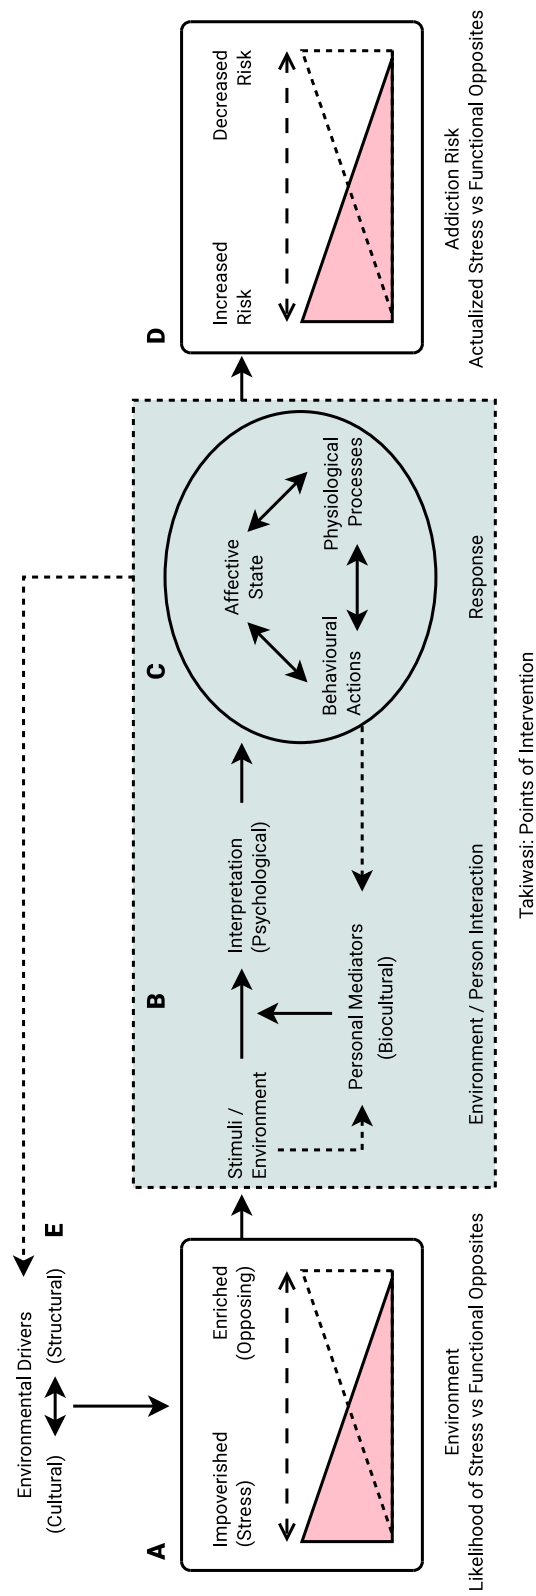 Environmental Drivers
(Cultural)
(Structural)
E
A
Impoverished
(Stress)
Enriched
(Opposing)
Environment
Likelihood of Stress vs Functional Opposites
B
Stimuli /
Environment
Interpretation
(Psychological)
Personal Mediators
(Biocultural)
Environment / Person Interaction
C
Affective
State
Behavioural
Actions
Physiological
Processes
Response
D
Increased
Risk
Decreased
Risk
Addiction Risk
Actualized Stress vs Functional Opposites
Takiwasi: Points of Intervention